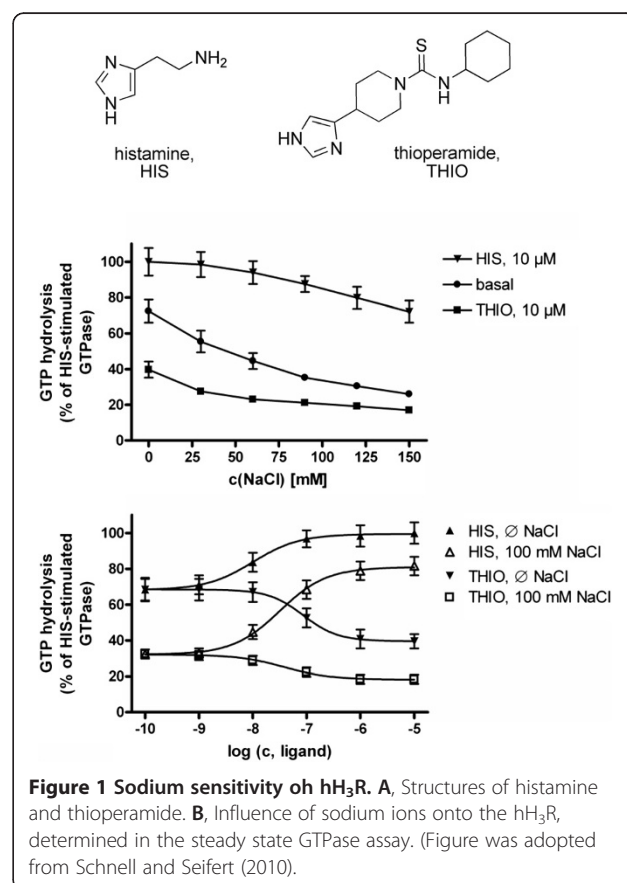 N
NH₂
N
H
histamine,
HIS
S
N
N
H
HN
N
thioperamide,
THIO
GTP hydrolysis
(% of HIS-stimulated
GTPase)
100
80
60
40
20
0
0 25 50 75 100 125 150
c(NaCl) [mM]
HIS, 10 µM
basal
THIO, 10 µM
GTP hydrolysis
(% of HIS-stimulated
GTPase)
100
80
60
40
20
0
-10 -9 -8 -7 -6 -5
log (c, ligand)
HIS, ∅ NaCl
HIS, 100 mM NaCl
THIO, ∅ NaCl
THIO, 100 mM NaCl
Figure 1 Sodium sensitivity oh hH₃R. A, Structures of histamine
and thioperamide. B, Influence of sodium ions onto the hH₃R,
determined in the steady state GTPase assay. (Figure was adopted
from Schnell and Seifert (2010).